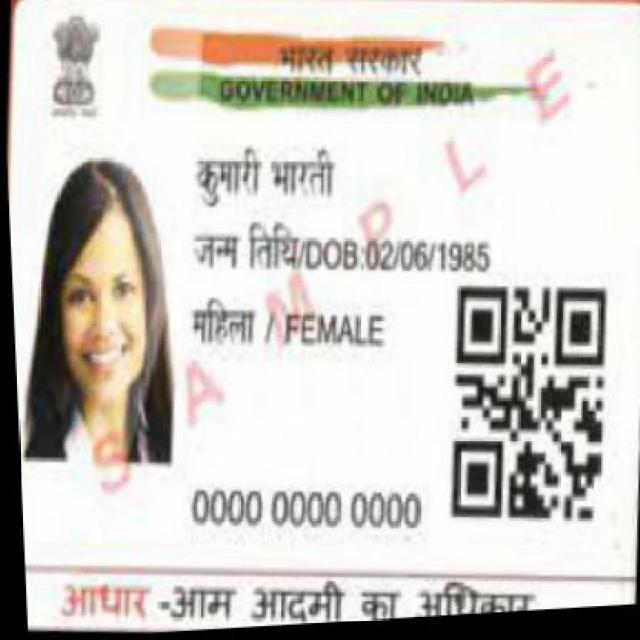 भारत सरकार
GOVERNMENT OF INDIA
कुमारी भारती
जन्म तिथि/DOB:02/06/1985
महिला / FEMALE
SAMPLE
0000 0000 0000
आधार -आम आदमी का अधिकार